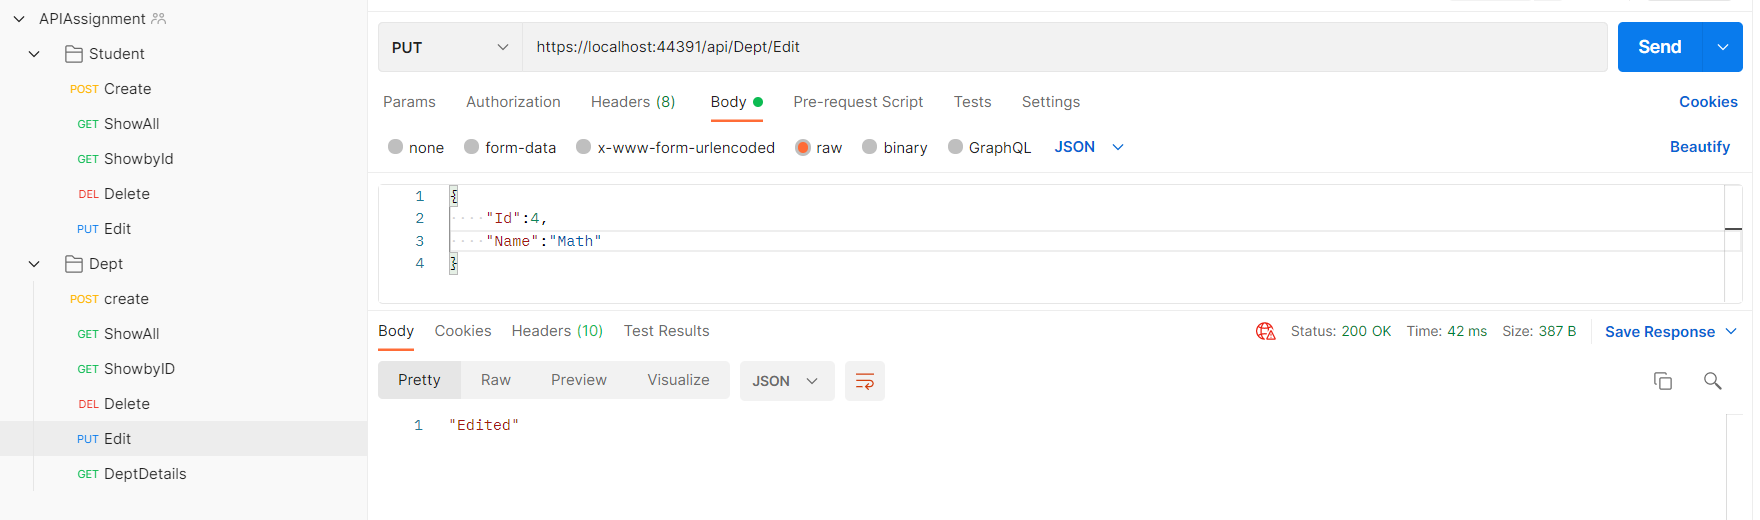 APIAssignment
Student
POST Create
GET ShowAll
GET ShowbyId
DEL Delete
PUT Edit
Dept
POST create
GET ShowAll
GET ShowbyID
DEL Delete
PUT Edit
GET DeptDetails
PUT https://localhost:44391/api/Dept/Edit Send
Params Authorization Headers (8) Body Pre-request Script Tests Settings Cookies
none form-data x-www-form-urlencoded raw binary GraphQL JSON Beautify
1 {
2 "Id":4,
3 "Name":"Math"
4 }
Body Cookies Headers (10) Test Results Status: 200 OK Time: 42 ms Size: 387 B Save Response
Pretty Raw Preview Visualize JSON
1 "Edited"